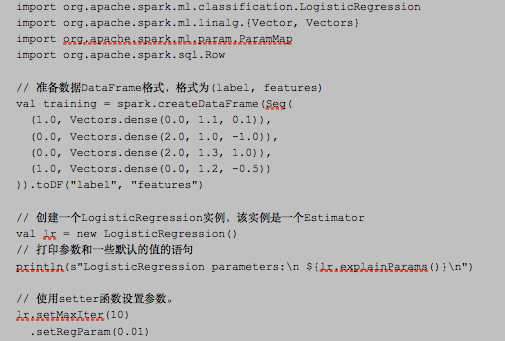 import org.apache.spark.ml.classification.LogisticRegression
import org.apache.spark.ml.linalg.{Vector, Vectors}
import org.apache.spark.ml.param.ParamMap
import org.apache.spark.sql.Row
// 准备数据DataFrame格式，格式为(label, features)
val training = spark.createDataFrame(Seq(
(1.0, Vectors.dense(0.0, 1.1, 0.1)),
(0.0, Vectors.dense(2.0, 1.0, -1.0)),
(0.0, Vectors.dense(2.0, 1.3, 1.0)),
(1.0, Vectors.dense(0.0, 1.2, -0.5))
)).toDF("label", "features")
// 创建一个LogisticRegression实例，该实例是一个Estimator
val lr = new LogisticRegression()
// 打印参数和一些默认的值的语句
println(s"LogisticRegression parameters:\n ${lr.explainParams()}\n")
// 使用setter函数设置参数。
lr.setMaxIter(10)
.setRegParam(0.01)